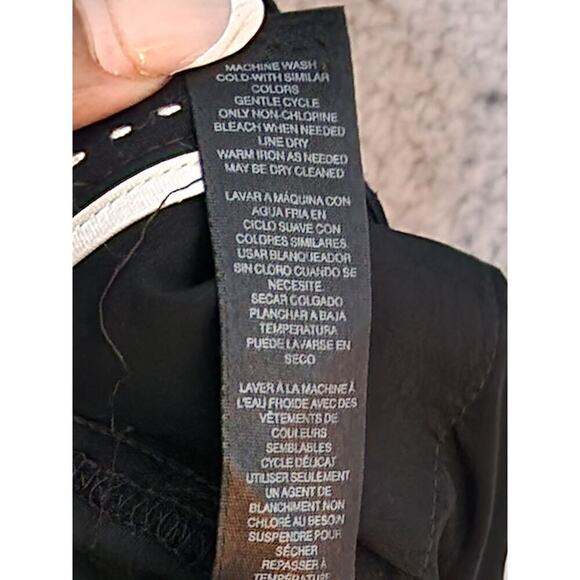 MACHINE WASH
COLD-WITH SIMILAR
COLORS
GENTLE CYCLE
ONLY NON-CHLORINE
BLEACH WHEN NEEDED
LINE DRY
WARM IRON AS NEEDED
MAY BE DRY CLEANED
LAVAR A MÁQUINA CON
AGUA FRIA EN
CICLO SUAVE CON
COLORES SIMILARES.
USAR BLANQUEADOR
SIN CLORO CUANDO SE
NECESITE.
SECAR COLGADO
PLANCHAR A BAJA
TEMPERATURA
PUEDE LAVARSE EN
SECO
LAVER À LA MACHINE À
L'EAU FROIDE AVEC DES
VÊTEMENTS DE
COULEURS
SEMBLABLES
CYCLE DÉLICAT
UTILISER SEULEMENT
UN AGENT DE
BLANCHIMENT NON
CHLORÉ AU BESOIN
SUSPENDRE POUR
SÉCHER
REPASSER À
TEMPÉRATURE